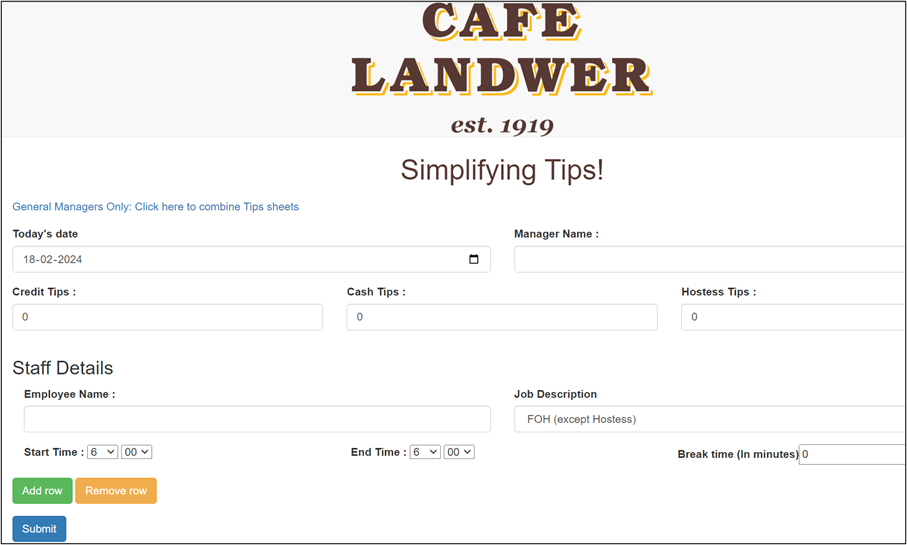 CAFE
LANDWER
est. 1919
Simplifying Tips!
General Managers Only: Click here to combine Tips sheets
Today's date
Manager Name :
18-02-2024
Credit Tips :
Cash Tips :
Hostess Tips :
0
0
0
Staff Details
Employee Name :
Job Description
FOH (except Hostess)
Start Time : 6 00
End Time : 6 00
Break time (In minutes) 0
Add row
Remove row
Submit